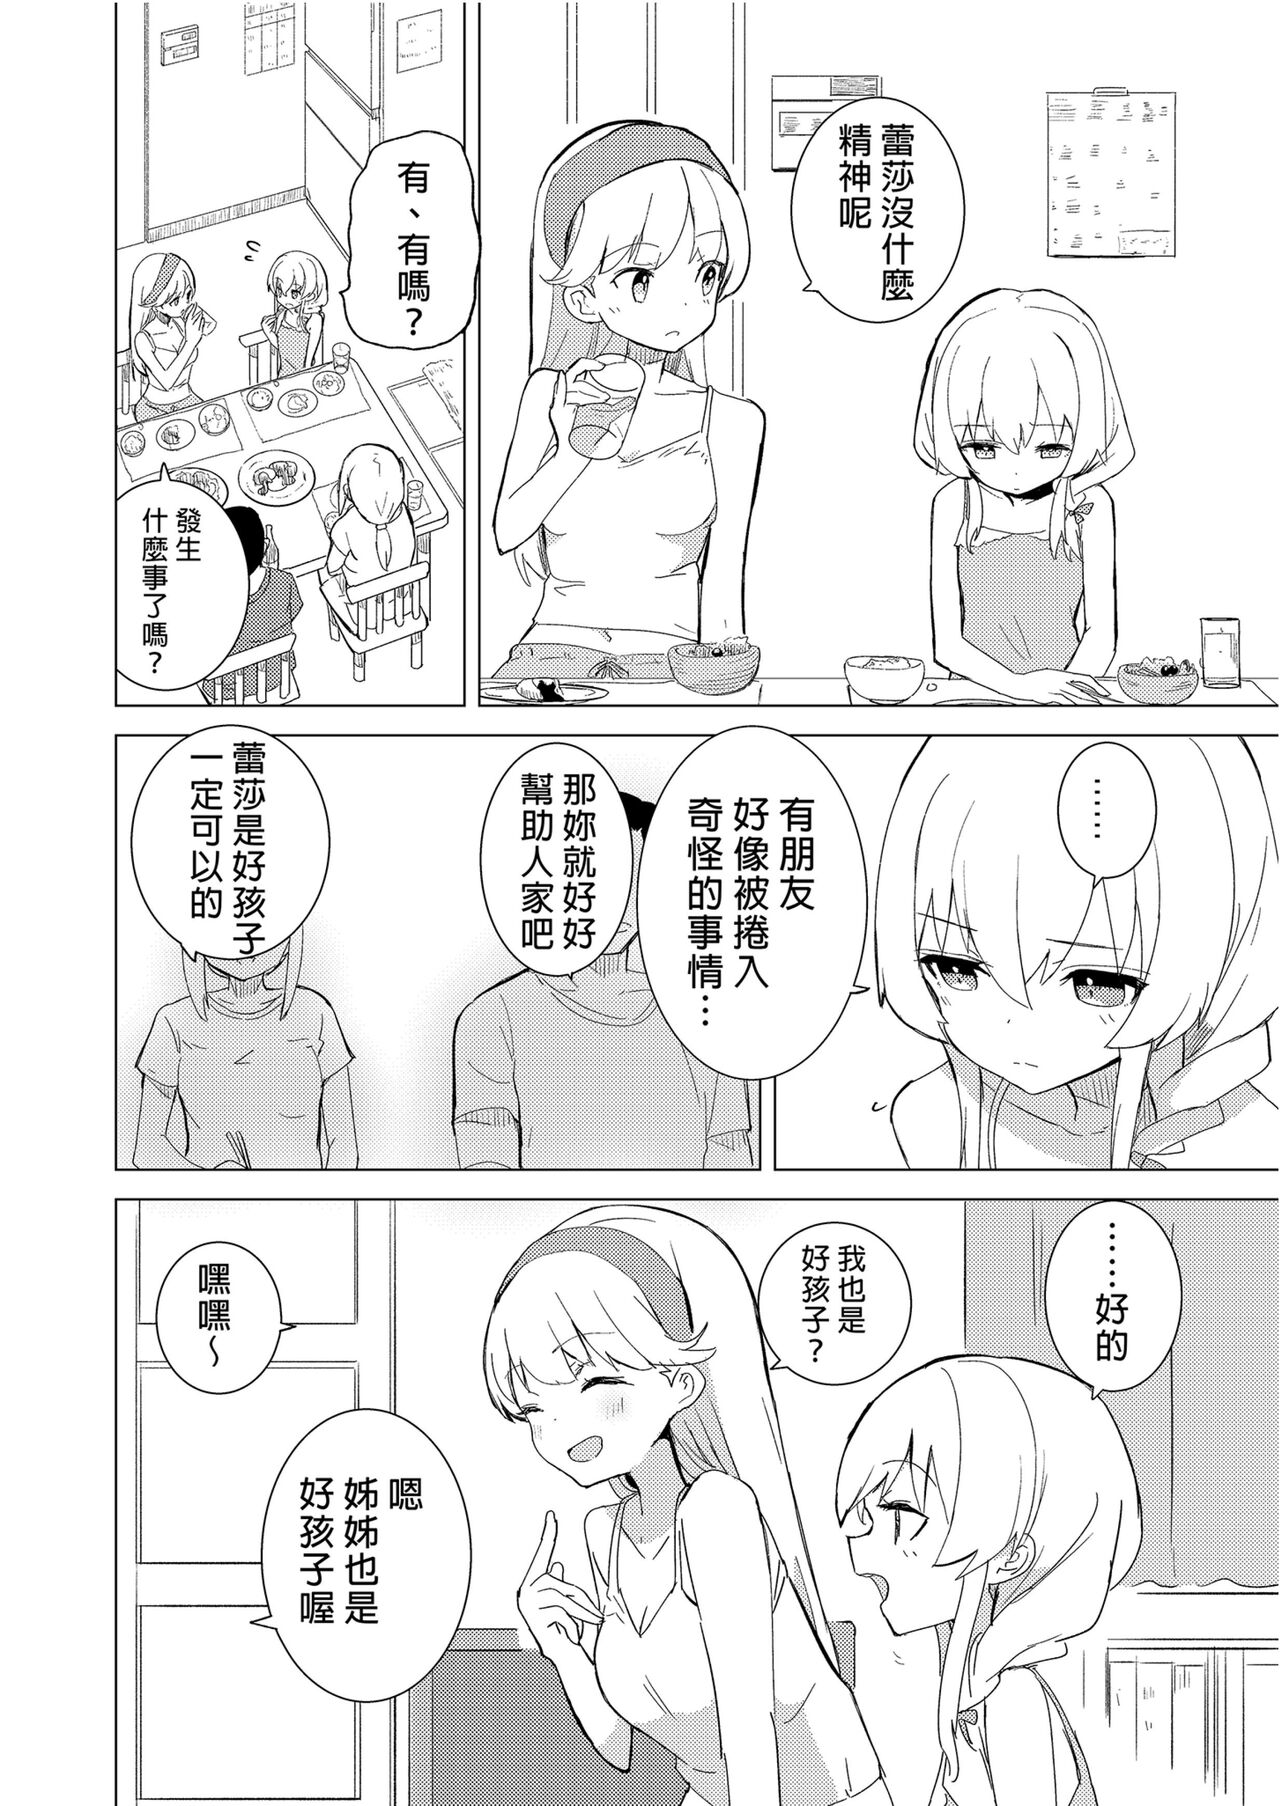 蕾莎沒什麼
精神呢
有、有嗎？
發生
什麼事了嗎？
……
有朋友
好像被捲入
奇怪的事情…
那妳就好好
幫助人家吧
蕾莎是好孩子
一定可以的
……好的
我也是
好孩子？
嗯
姊姊也是
好孩子喔
嘿嘿～